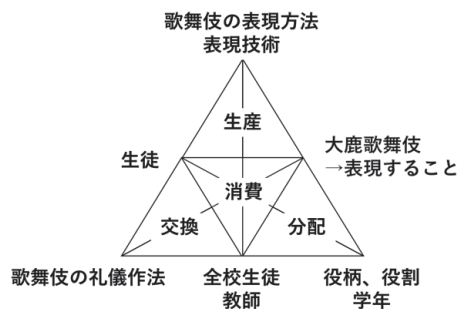 歌舞伎の表現方法
表現技術
生産
生徒
大鹿歌舞伎
→表現すること
消費
交換
分配
歌舞伎の礼儀作法
全校生徒
教師
役柄、役割
学年